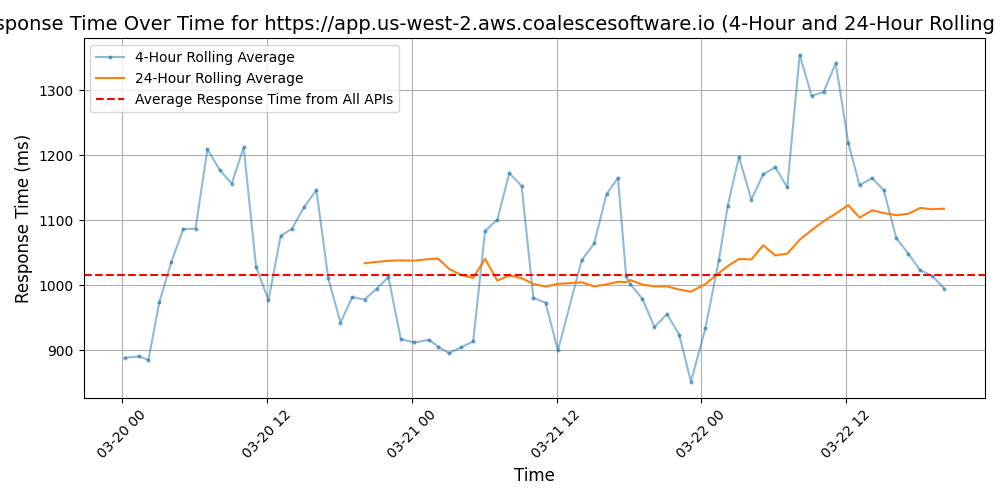 sponse Time Over Time for https://app.us-west-2.aws.coalescesoftware.io (4-Hour and 24-Hour Rolling
4-Hour Rolling Average
24-Hour Rolling Average
Average Response Time from All APIs
Response Time (ms)
1300
1200
1100
1000
900
03-20 00
03-20 12
03-21 00
03-21 12
03-22 00
03-22 12
Time